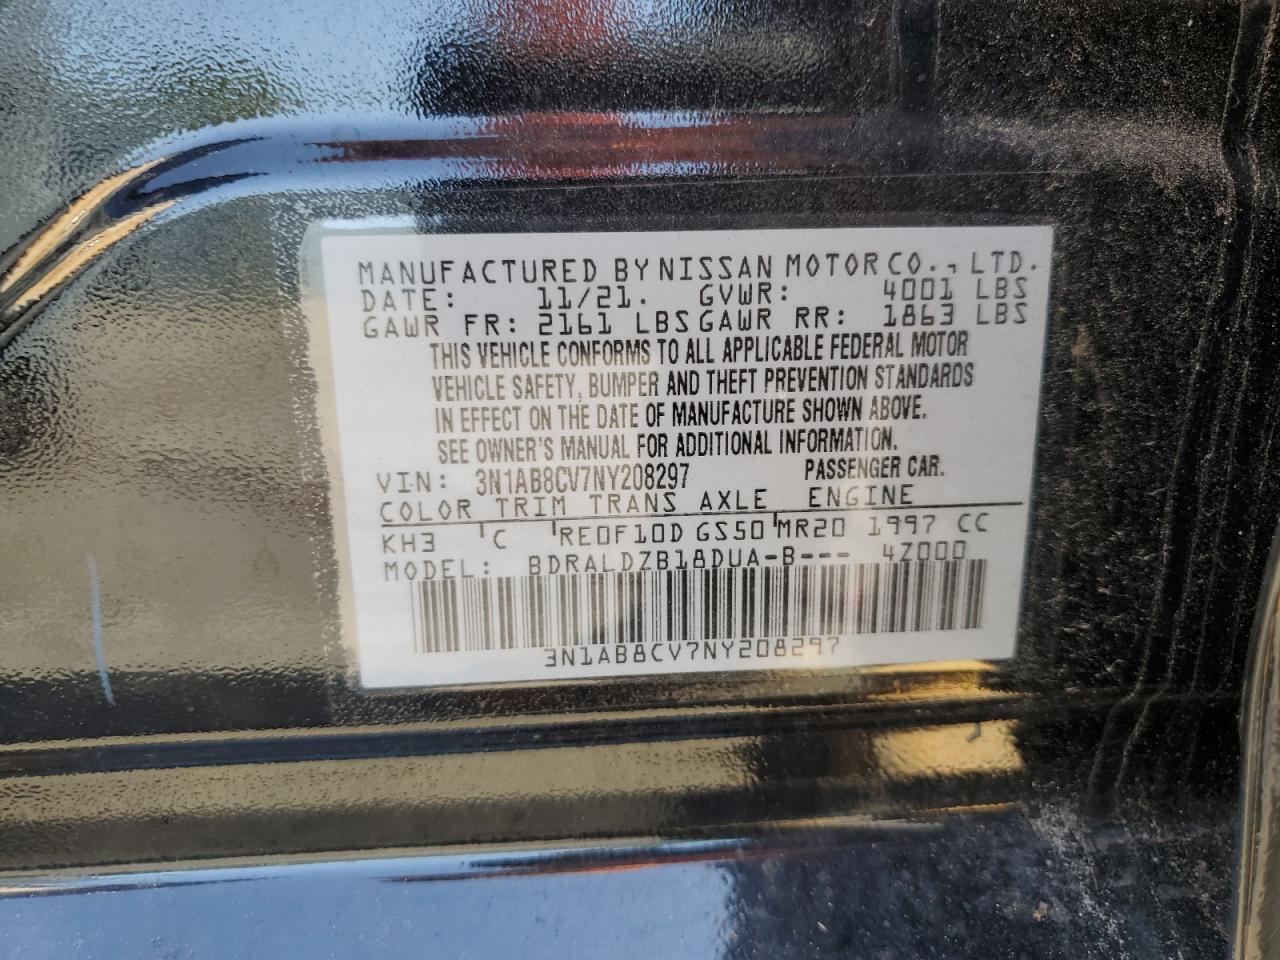 MANUFACTURED BY NISSAN MOTOR CO., LTD.
DATE: 11/21. GVWR: 4001 LBS
GAWR FR: 2161 LBS GAWR RR: 1863 LBS
THIS VEHICLE CONFORMS TO ALL APPLICABLE FEDERAL MOTOR
VEHICLE SAFETY, BUMPER AND THEFT PREVENTION STANDARDS
IN EFFECT ON THE DATE OF MANUFACTURE SHOWN ABOVE.
SEE OWNER'S MANUAL FOR ADDITIONAL INFORMATION.
VIN: 3N1AB8CV7NY208297 PASSENGER CAR.
COLOR TRIM TRANS AXLE ENGINE
KH3 C RE0F10D GS50 MR20 1997 CC
MODEL: BDRALDZB18DUA-B--- 4Z000
3N1AB8CV7NY208297